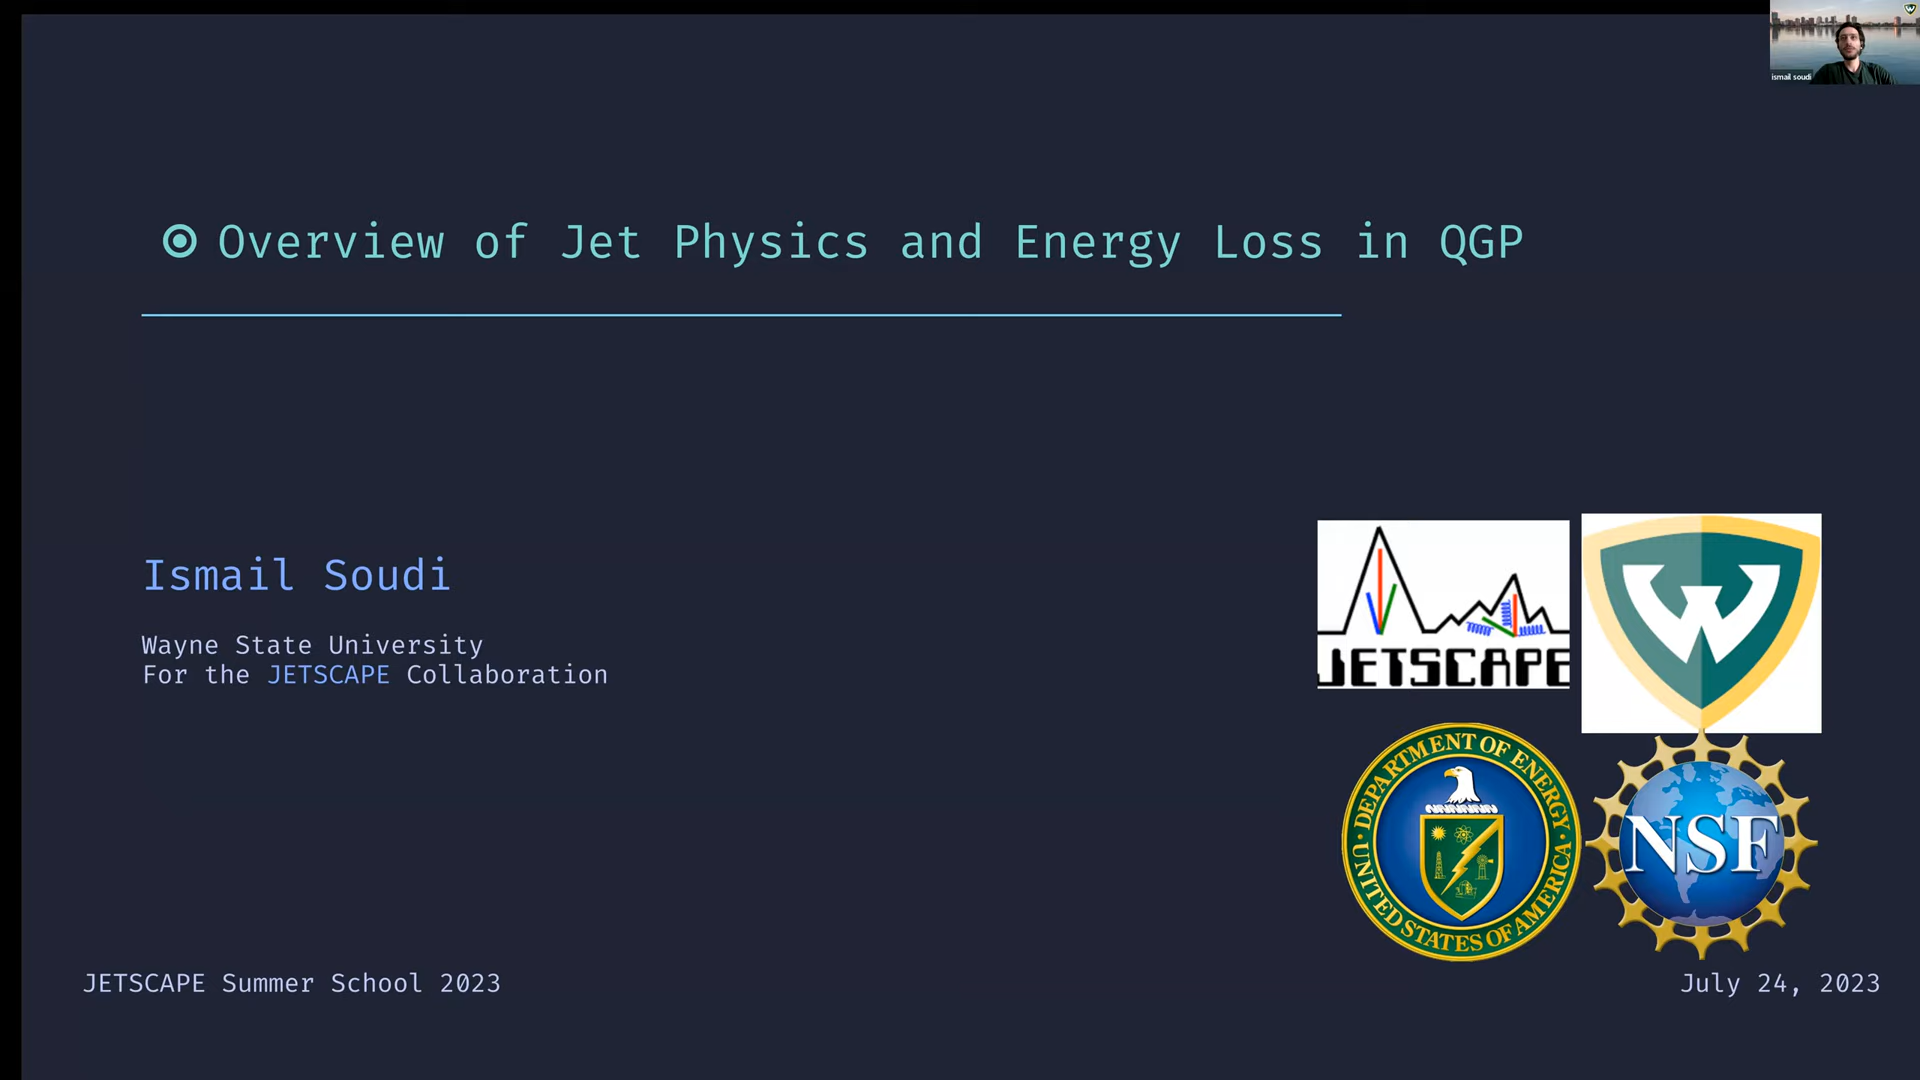 ismail soudi
Overview of Jet Physics and Energy Loss in QGP
Ismail Soudi
Wayne State University
For the JETSCAPE Collaboration
JETSCAPE
W
DEPARTMENT OF ENERGY
UNITED STATES OF AMERICA
NSF
JETSCAPE Summer School 2023
July 24, 2023